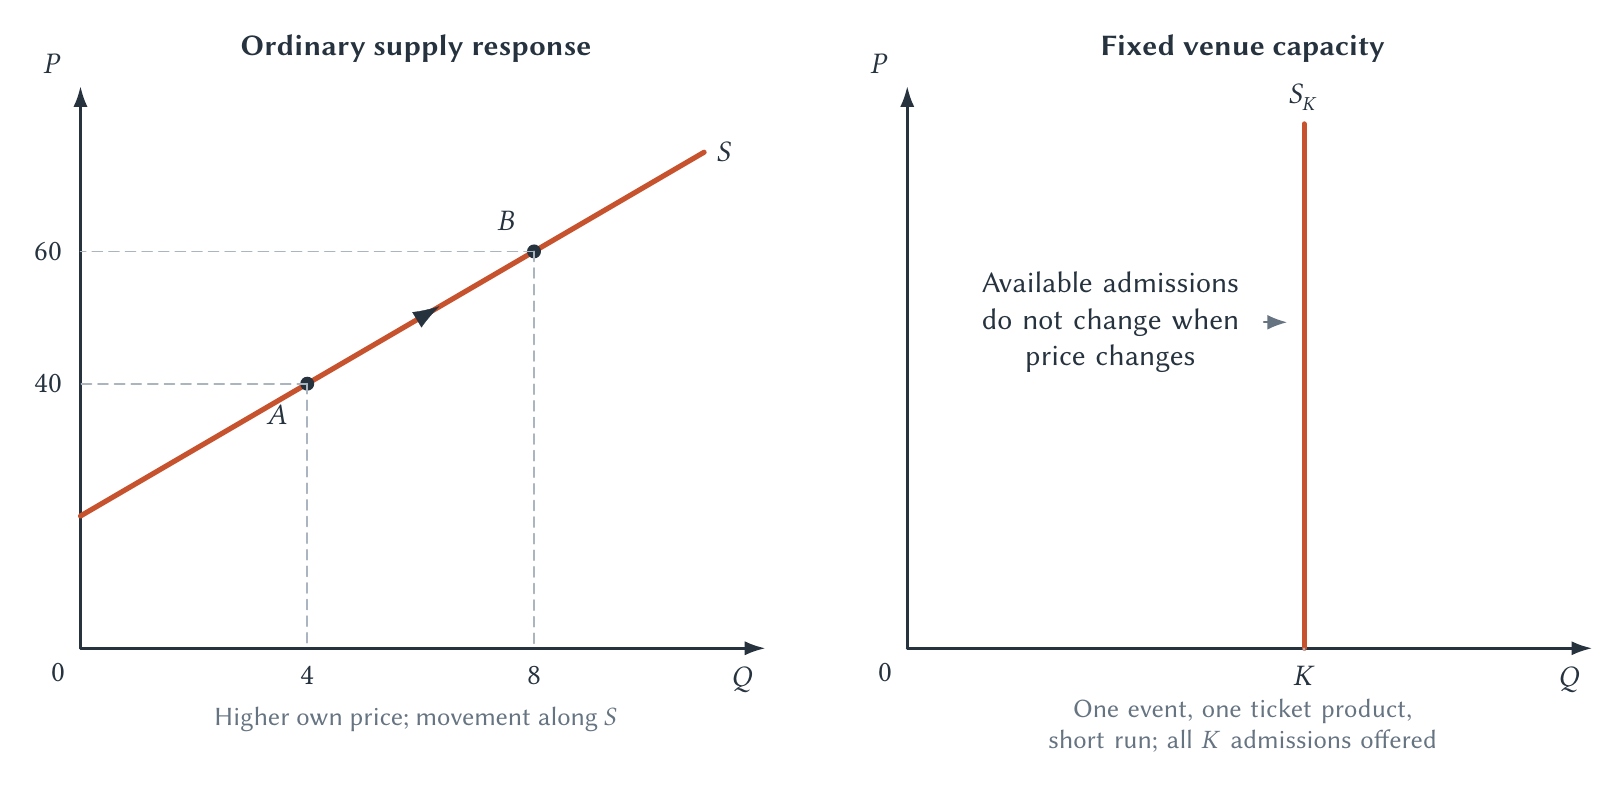 Ordinary supply response
P
S
B
60
40
A
0
4
8
Q
Higher own price; movement along S
Fixed venue capacity
P
S_K
Available admissions
do not change when
price changes
0
K
Q
One event, one ticket product,
short run; all K admissions offered